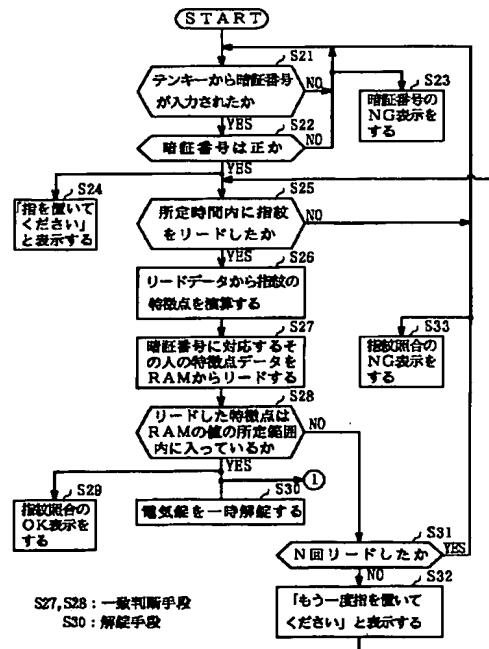 START
S21
テンキーから暗証番号
が入力されたか
NO
YES
S22
暗証番号は正か
NO
YES
S23
暗証番号の
NG表示を
する
S24
「指を置いて
ください」
と表示する
S25
所定時間内に指紋
をリードしたか
NO
YES
S26
リードデータから指紋の
特徴点を演算する
S27
暗証番号に対応するそ
の人の特徴点データを
RAMからリードする
S33
指紋照合の
NG表示を
する
S28
リードした特徴点は
RAMの値の所定範囲
内に入っているか
NO
YES
1
S29
指紋照合の
OK表示を
する
S30
電気錠を一時解錠する
S31
N回リードしたか
YES
NO
S32
「もう一度指を置いて
ください」と表示する
S27,S28:一致判断手段
S30:解錠手段